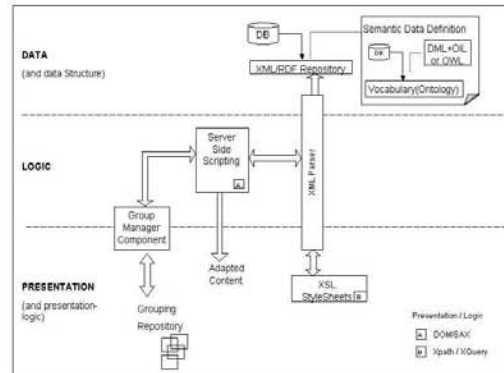 DATA
(and data Structure)
DB
XML/RDF Repository
Semantic Data Definition
DB
DML+OIL
or OWL
Vocabulary(Ontology)
LOGIC
Server
Side
Scripting
A
XML Parser
Group
Manager
Component
Adapted
Content
PRESENTATION
(and presentation-
logic)
Grouping
Repository
XSL
StyleSheets
B
Presentation / Logic
A DOM/SAX
B Xpath / XQuery